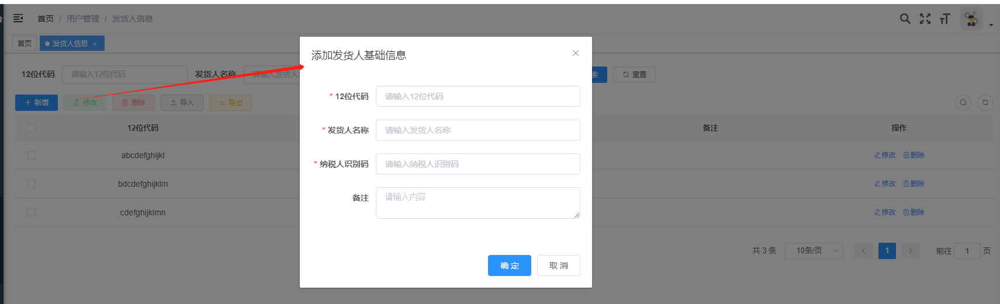 首页 / 用户管理 / 发货人信息
首页
发货人信息 ×
12位代码 请输入12位代码 发货人名称 请输入发货人 索 重置
+ 新增 修改 删除 导入 导出
12位代码 备注 操作
abcdefghijkl 修改 删除
bdcdefghijklm 修改 删除
cdefghijklmn 修改 删除
共 3 条 10条/页 < 1 > 前往 1 页
添加发货人基础信息
* 12位代码 请输入12位代码
* 发货人名称 请输入发货人名称
* 纳税人识别码 请输入纳税人识别码
备注 请输入内容
确 定 取 消